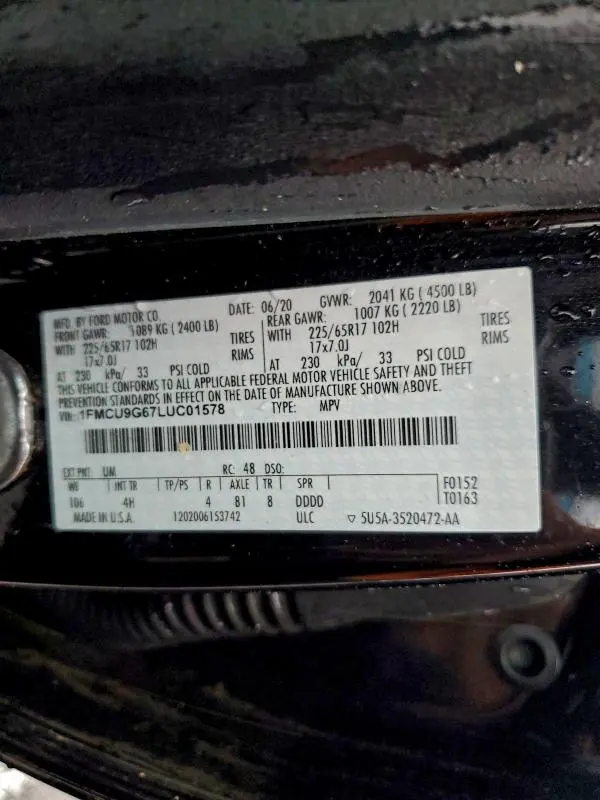 MFD. BY FORD MOTOR CO. DATE: 06/20 GVWR: 2041 KG ( 4500 LB)
FRONT GAWR: 1089 KG ( 2400 LB) REAR GAWR: 1007 KG ( 2220 LB)
WITH 225/65R17 102H TIRES WITH 225/65R17 102H TIRES
17x7.0J RIMS 17x7.0J RIMS
AT 230 kPa/ 33 PSI COLD AT 230 kPa/ 33 PSI COLD
THIS VEHICLE CONFORMS TO ALL APPLICABLE FEDERAL MOTOR VEHICLE SAFETY AND THEFT
PREVENTION STANDARDS IN EFFECT ON THE DATE OF MANUFACTURE SHOWN ABOVE.
VIN: 1FMCU9G67LUC01578 TYPE: MPV
EXT PNT: UM RC: 48 DSO: F0152
WB INT TR TP/PS R AXLE TR SPR T0163
106 4H 4 81 8 DDDD
MADE IN U.S.A. 1202006153742 ULC ▽ 5U5A-3520472-AA